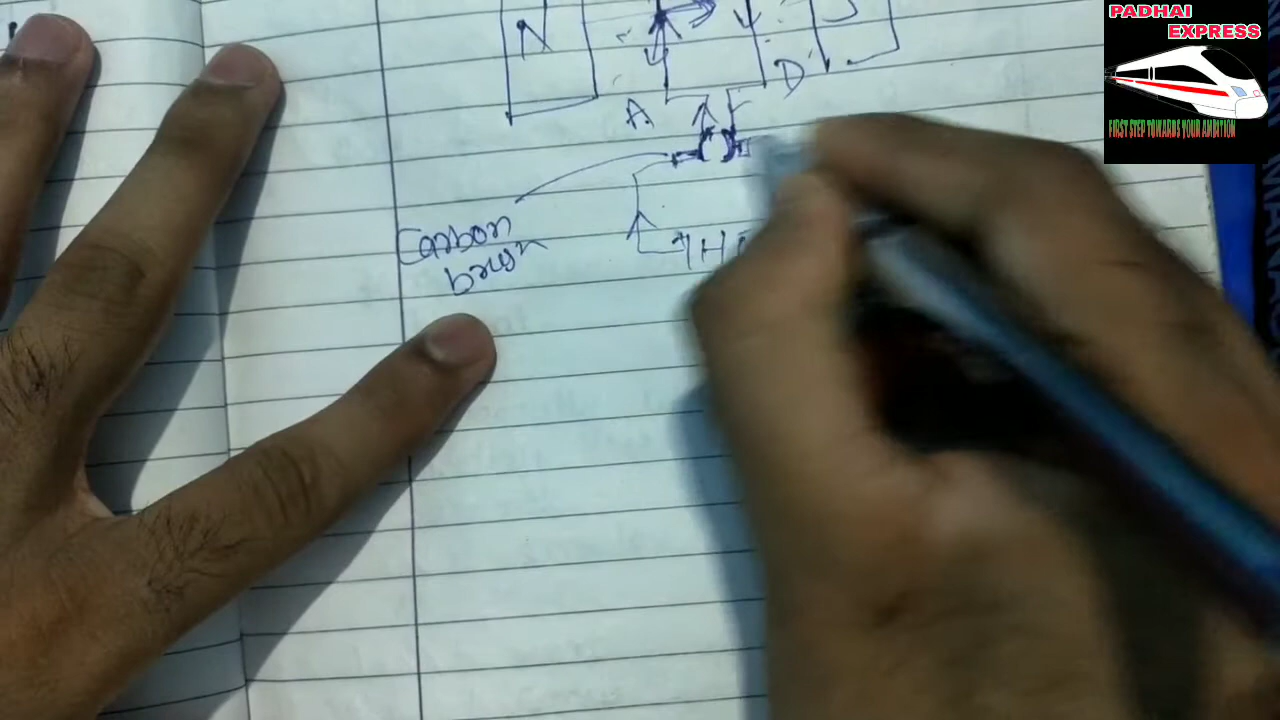 PADHAI
EXPRESS
FIRST STEP TOWARDS YOUR AMBITION
N
S
A
D
Carbon
brush